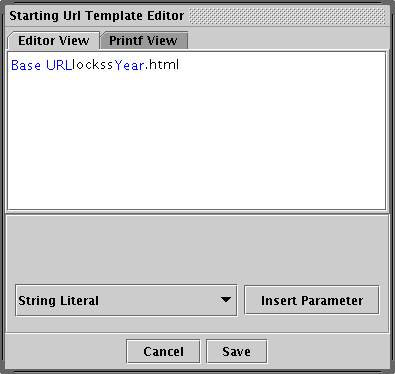 Starting Url Template Editor
Editor View Printf View
Base URLlockssYear.html
String Literal Insert Parameter
Cancel Save